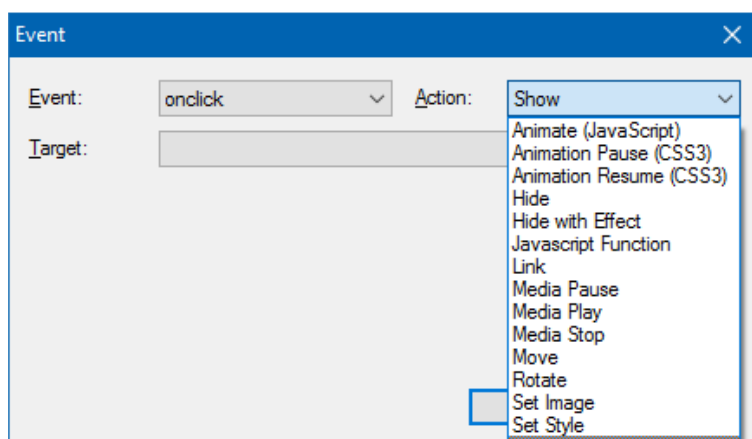 Event
Event: onclick Action: Show
Target:
Animate (JavaScript)
Animation Pause (CSS3)
Animation Resume (CSS3)
Hide
Hide with Effect
Javascript Function
Link
Media Pause
Media Play
Media Stop
Move
Rotate
Set Image
Set Style